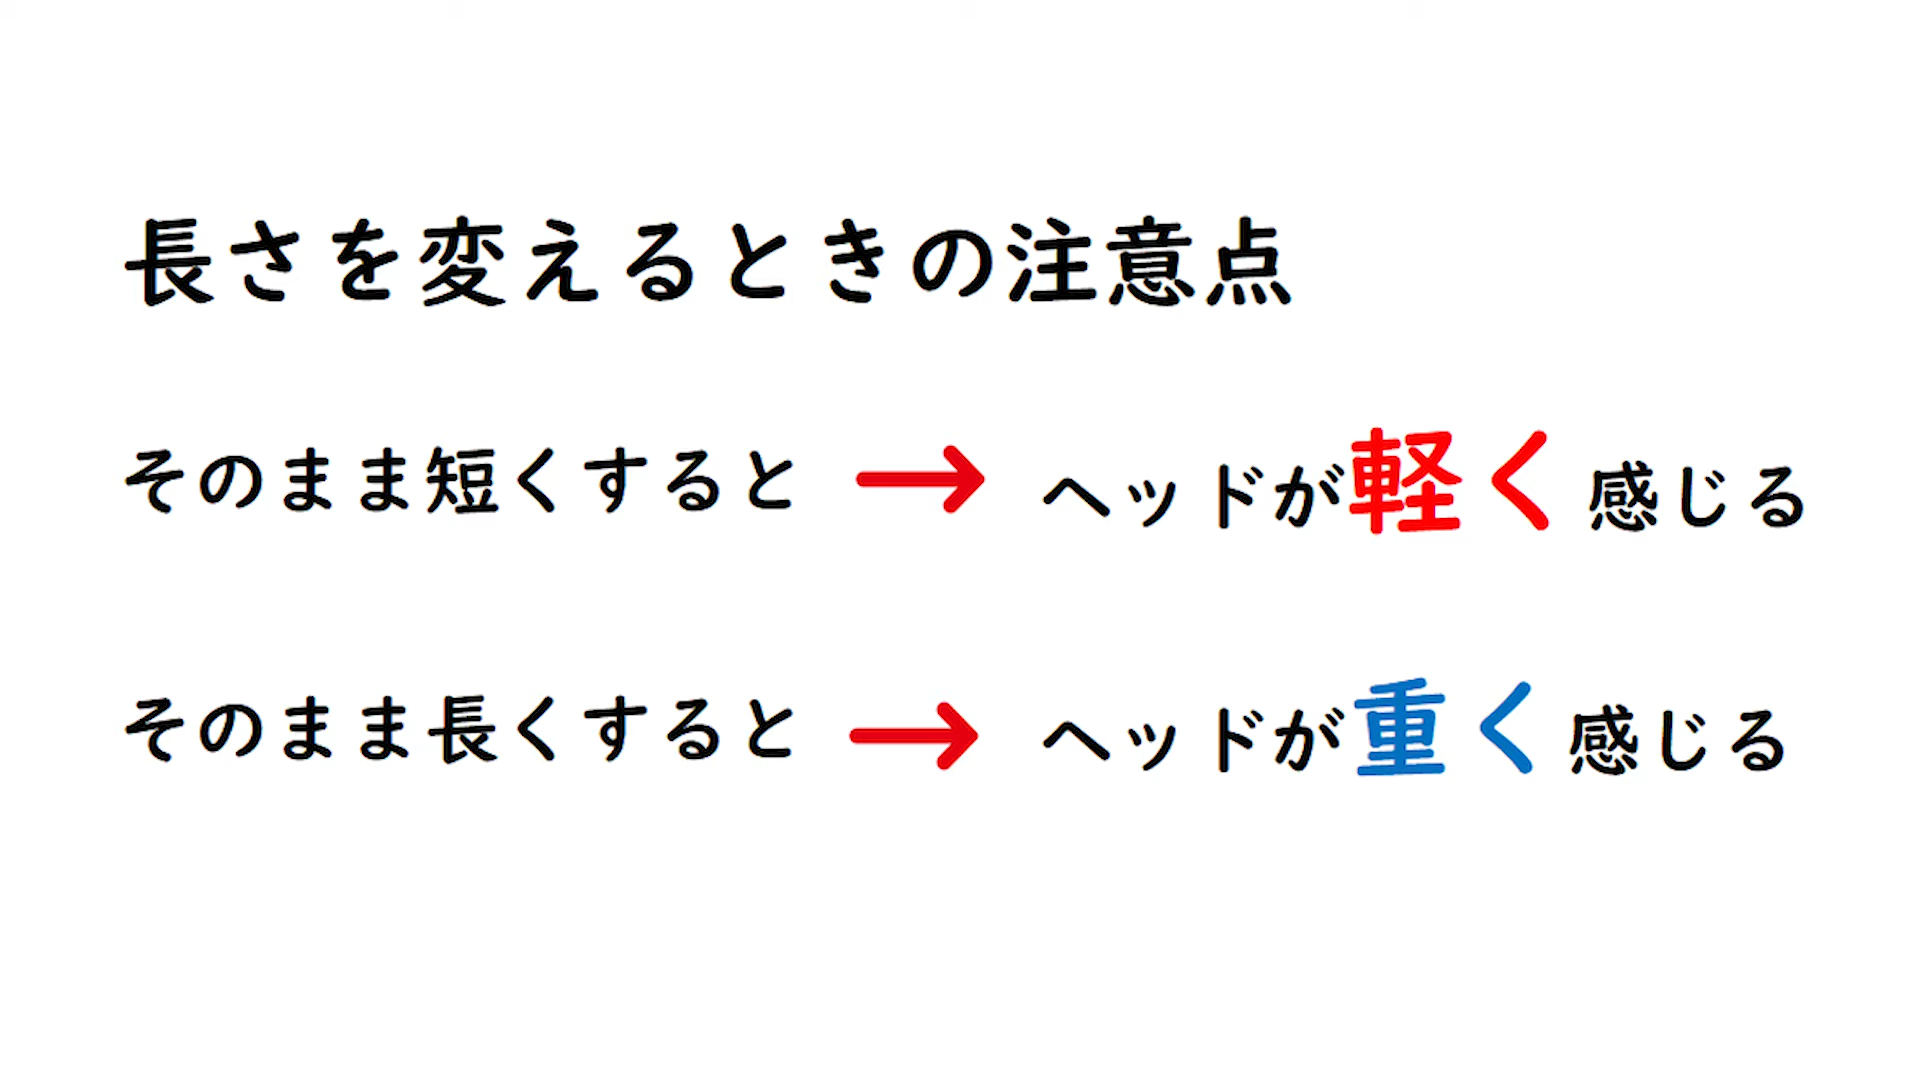 長さを変えるときの注意点
そのまま短くすると → ヘッドが軽く感じる
そのまま長くすると → ヘッドが重く感じる